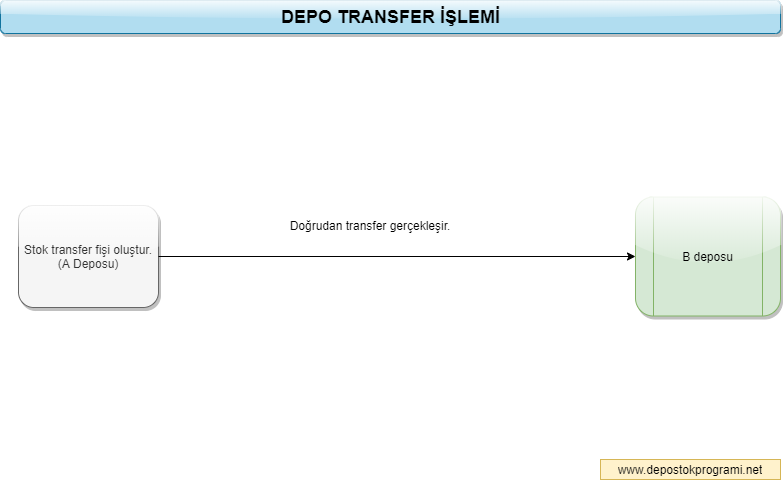 DEPO TRANSFER İŞLEMİ
Doğrudan transfer gerçekleşir.
Stok transfer fişi oluştur.
(A Deposu)
B deposu
www.depostokprogrami.net